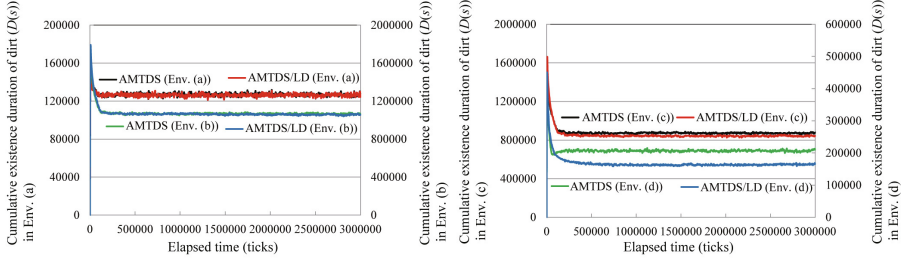 Cumulative existence duration of dirt (D(s))
in Env. (a)
200000
160000
120000
80000
40000
0
AMTDS (Env. (a))
AMTDS/LD (Env. (a))
AMTDS (Env. (b))
AMTDS/LD (Env. (b))
0 500000 1000000 1500000 2000000 2500000 3000000
Elapsed time (ticks)
2000000
1600000
1200000
800000
400000
0
Cumulative existence duration of dirt (D(s))
in Env. (b)
Cumulative existence duration of dirt (D(s))
in Env. (c)
2000000
1600000
1200000
800000
400000
0
AMTDS (Env. (c))
AMTDS/LD (Env. (c))
AMTDS (Env. (d))
AMTDS/LD (Env. (d))
0 500000 1000000 1500000 2000000 2500000 3000000
Elapsed time (ticks)
600000
500000
400000
300000
200000
100000
0
Cumulative existence duration of dirt (D(s))
in Env. (d)